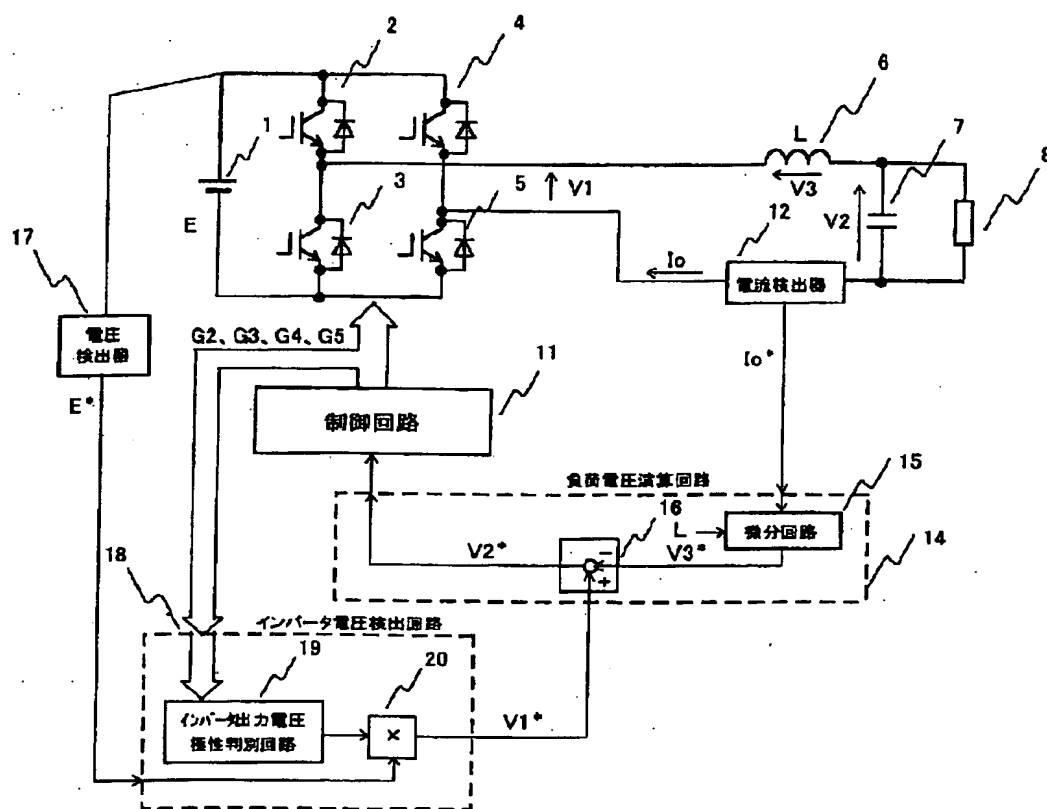 2
4
6
1
L
7
8
3
5
V1
V3
E
12
V2
17
Io
電流検出器
電圧
検出器
G2、G3、G4、G5
11
Io*
E*
制御回路
負荷電圧演算回路
15
16
L
微分回路
V2*
−
V3*
14
+
18
インバータ電圧検出回路
19
20
インバータ出力電圧
極性判別回路
×
V1*